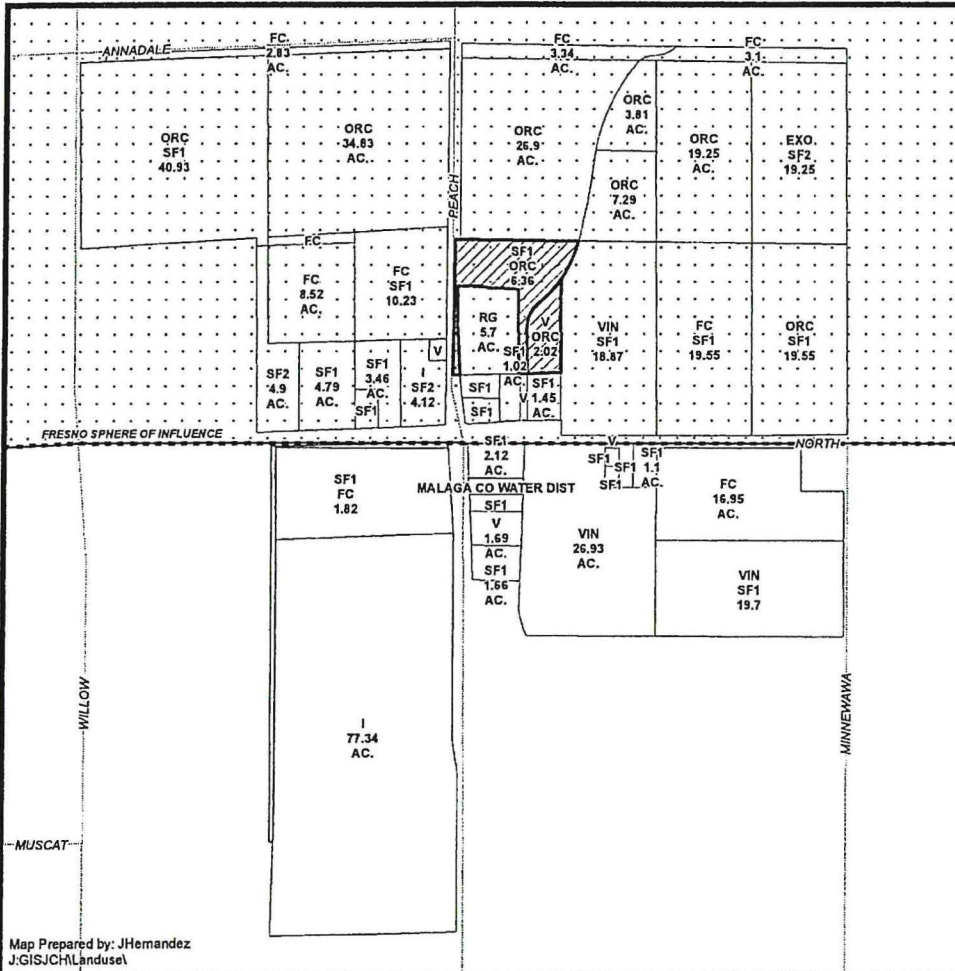 ANNADALE
FC
2.83
AC.
FC
3.34
AC.
FC
3.1
AC.
ORC
SF1
40.93
ORC
34.83
AC.
PEACH
ORC
26.9
AC.
ORC
3.81
AC.
ORC
7.29
AC.
ORC
19.25
AC.
EXO
SF2
19.25
FC
FC
8.52
AC.
FC
SF1
10.23
SF1
ORC
6.36
RG
5.7
AC.
V
ORC
2.02
VIN
SF1
18.87
FC
SF1
19.55
ORC
SF1
19.55
V
SF1
1.02
AC.
SF2
4.9
AC.
SF1
4.79
AC.
SF1
3.46
AC.
SF1
I
SF2
4.12
SF1
SF1
V
SF1
1.45
AC.
FRESNO SPHERE OF INFLUENCE
NORTH
SF1
2.12
AC.
V
SF1
SF1
SF1
SF1
1.1
AC.
SF1
FC
1.82
MALAGA CO WATER DIST
SF1
V
1.69
AC.
SF1
1.66
AC.
FC
16.95
AC.
VIN
26.93
AC.
VIN
SF1
19.7
WILLOW
MINNEWAWA
I
77.34
AC.
MUSCAT
Map Prepared by: JHernandez
J:GISJCH\Landuse\